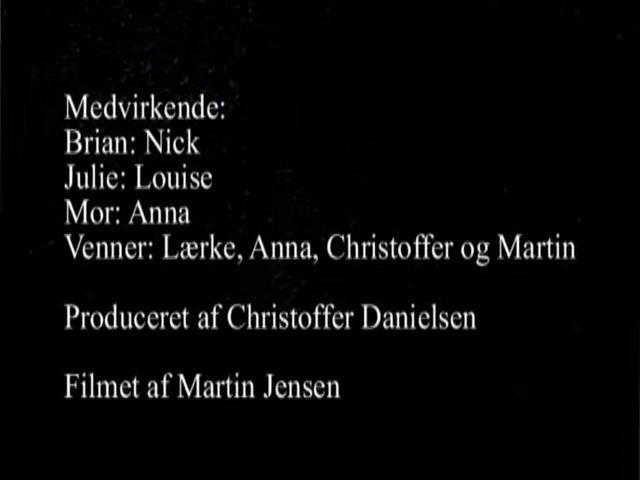 Medvirkende:
Brian: Nick
Julie: Louise
Mor: Anna
Venner: Lærke, Anna, Christoffer og Martin
Produceret af Christoffer Danielsen
Filmet af Martin Jensen